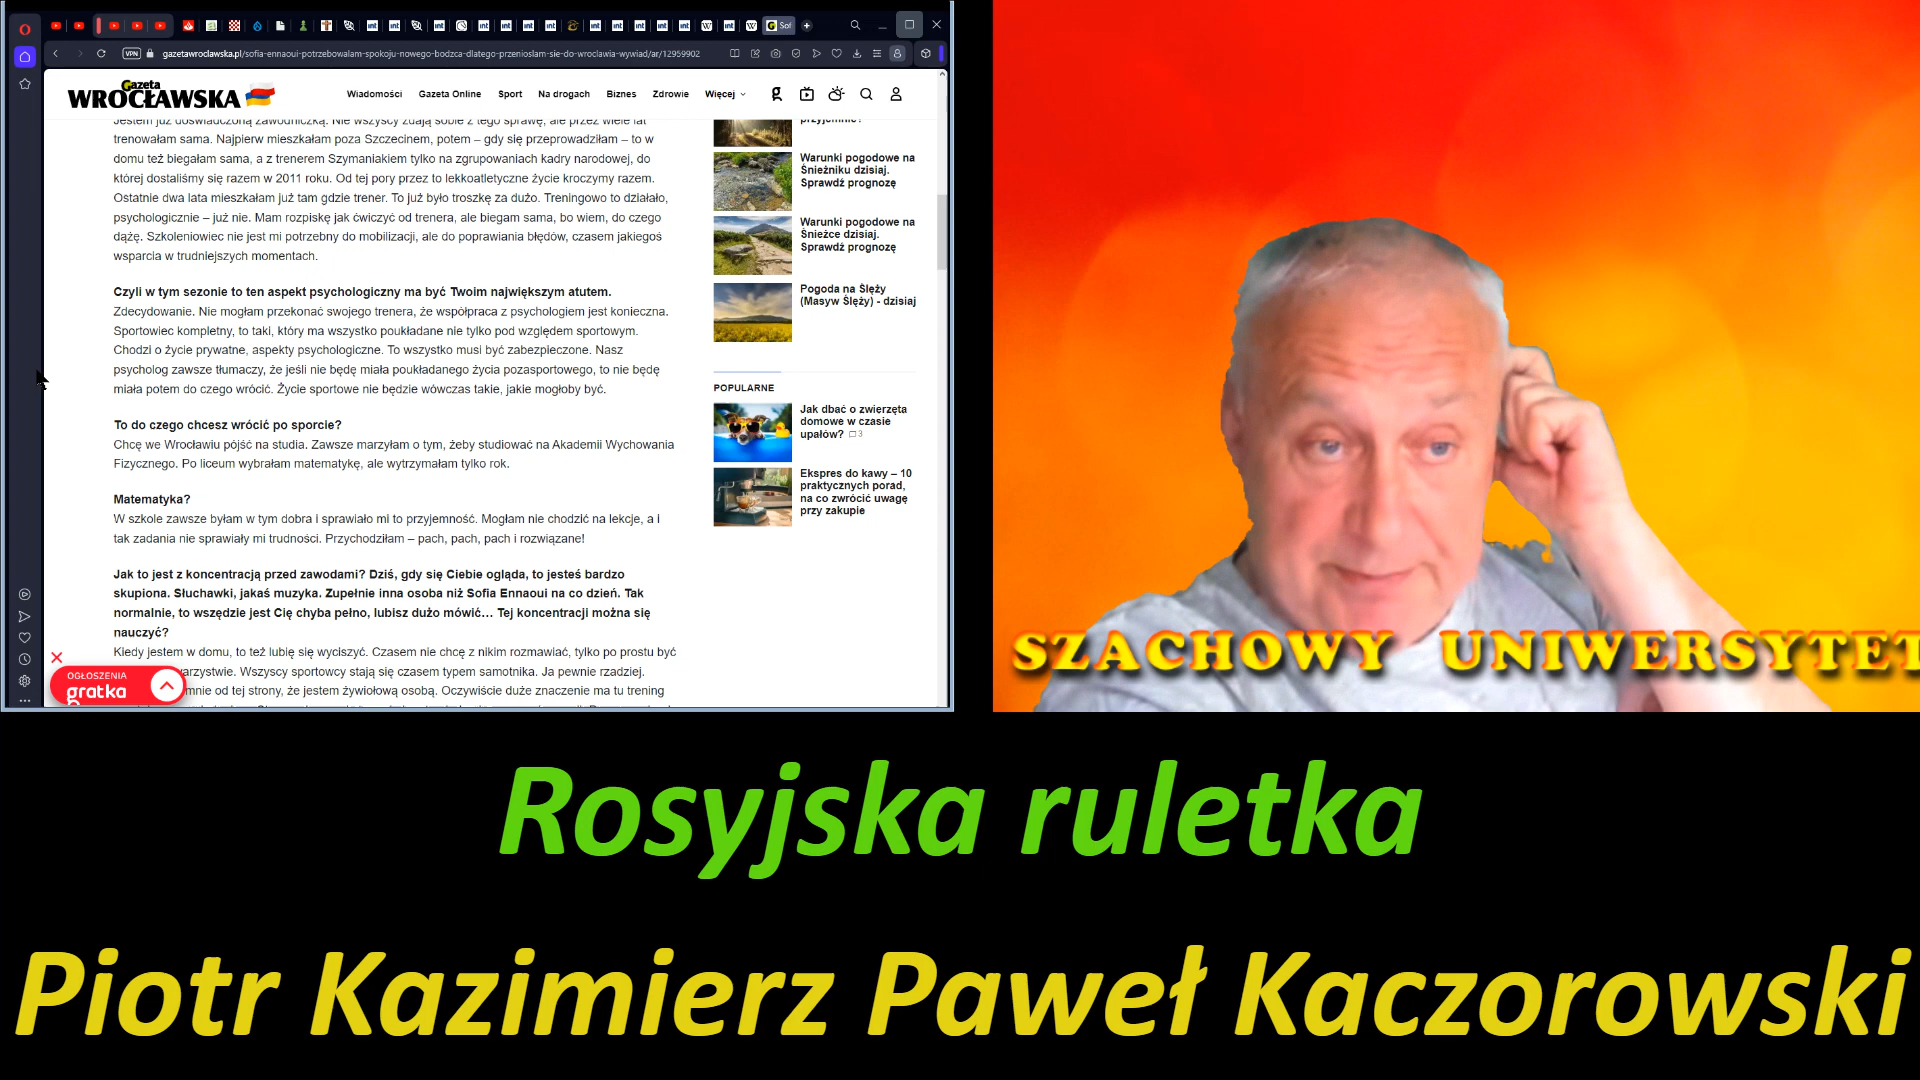 Sof
VPN
gazetawroclawska.pl/sofia-ennaoui-potrzebowalam-spokoju-nowego-bodzca-dlatego-przenioslam-sie-do-wroclawia-wywiad/ar/12959902
Gazeta
WROCŁAWSKA
Wiadomości Gazeta Online Sport Na drogach Biznes Zdrowie Więcej
Jestem już doświadczoną zawodniczką. Nie wszyscy zdają sobie z tego sprawę, ale przez wiele lat
trenowałam sama. Najpierw mieszkałam poza Szczecinem, potem – gdy się przeprowadziłam – to w
domu też biegałam sama, a z trenerem Szymaniakiem tylko na zgrupowaniach kadry narodowej, do
której dostaliśmy się razem w 2011 roku. Od tej pory przez to lekkoatletyczne życie kroczymy razem.
Ostatnie dwa lata mieszkałam już tam gdzie trener. To już było troszkę za dużo. Treningowo to działało,
psychologicznie – już nie. Mam rozpiskę jak ćwiczyć od trenera, ale biegam sama, bo wiem, do czego
dążę. Szkoleniowiec nie jest mi potrzebny do mobilizacji, ale do poprawiania błędów, czasem jakiegoś
wsparcia w trudniejszych momentach.
Czyli w tym sezonie to ten aspekt psychologiczny ma być Twoim największym atutem.
Zdecydowanie. Nie mogłam przekonać swojego trenera, że współpraca z psychologiem jest konieczna.
Sportowiec kompletny, to taki, który ma wszystko poukładane nie tylko pod względem sportowym.
Chodzi o życie prywatne, aspekty psychologiczne. To wszystko musi być zabezpieczone. Nasz
psycholog zawsze tłumaczy, że jeśli nie będę miała poukładanego życia pozasportowego, to nie będę
miała potem do czego wrócić. Życie sportowe nie będzie wówczas takie, jakie mogłoby być.
To do czego chcesz wrócić po sporcie?
Chcę we Wrocławiu pójść na studia. Zawsze marzyłam o tym, żeby studiować na Akademii Wychowania
Fizycznego. Po liceum wybrałam matematykę, ale wytrzymałam tylko rok.
Matematyka?
W szkole zawsze byłam w tym dobra i sprawiało mi to przyjemność. Mogłam nie chodzić na lekcje, a i
tak zadania nie sprawiały mi trudności. Przychodziłam – pach, pach, pach i rozwiązane!
Jak to jest z koncentracją przed zawodami? Dziś, gdy się Ciebie ogląda, to jesteś bardzo
skupiona. Słuchawki, jakaś muzyka. Zupełnie inna osoba niż Sofia Ennaoui na co dzień. Tak
normalnie, to wszędzie jest Cię chyba pełno, lubisz dużo mówić… Tej koncentracji można się
nauczyć?
Kiedy jestem w domu, to też lubię się wyciszyć. Czasem nie chcę z nikim rozmawiać, tylko po prostu być
arzystwie. Wszyscy sportowcy stają się czasem typem samotnika. Ja pewnie rzadziej.
mnie od tej strony, że jestem żywiołową osobą. Oczywiście duże znaczenie ma tu trening
OGŁOSZENIA
gratka
przyjemnie?
Warunki pogodowe na
Śnieżniku dzisiaj.
Sprawdź prognozę
Warunki pogodowe na
Śnieżce dzisiaj.
Sprawdź prognozę
Pogoda na Ślęży
(Masyw Ślęży) - dzisiaj
POPULARNE
Jak dbać o zwierzęta
domowe w czasie
upałów? 3
Ekspres do kawy – 10
praktycznych porad,
na co zwrócić uwagę
przy zakupie
SZACHOWY UNIWERSYTET
Rosyjska ruletka
Piotr Kazimierz Paweł Kaczorowski